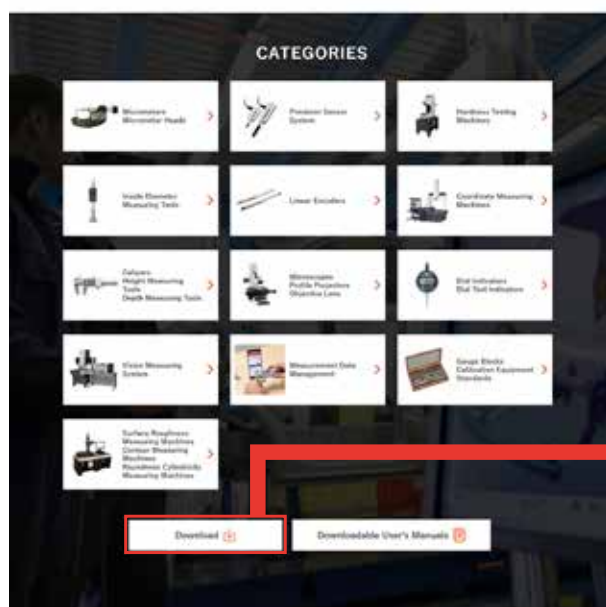 CATEGORIES
Micrometers
Micrometer Heads
Precision Sensor
System
Hardness Testing
Machines
Inside Diameter
Measuring Tools
Linear Encoders
Coordinate Measuring
Machines
Calipers
Height Measuring
Tools
Depth Measuring Tools
Microscopes
Profile Projectors
Objective Lens
Dial Indicators
Dial Test Indicators
Vision Measuring
System
Measurement Data
Management
Gauge Blocks
Calibration Equipment
Standards
Surface Roughness
Measuring Machines
Contour Measuring
Machines
Roundness Cylindricity
Measuring Machines
Download
Downloadable User's Manuals